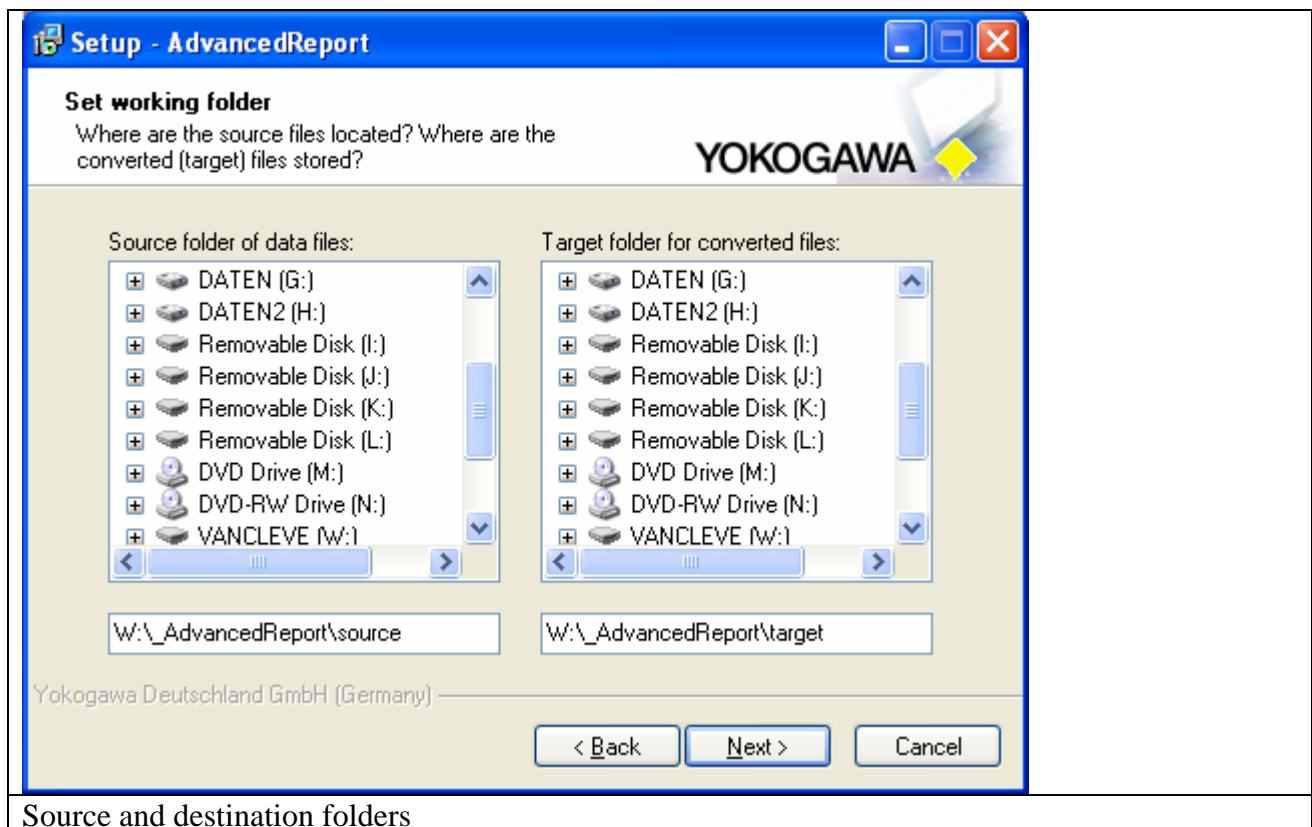 Setup - AdvancedReport
Set working folder
Where are the source files located? Where are the
converted (target) files stored?
YOKOGAWA
Source folder of data files:
DATEN (G:)
DATEN2 (H:)
Removable Disk (I:)
Removable Disk (J:)
Removable Disk (K:)
Removable Disk (L:)
DVD Drive (M:)
DVD-RW Drive (N:)
VANCLEVE (W:)
W:\_AdvancedReport\source
Target folder for converted files:
DATEN (G:)
DATEN2 (H:)
Removable Disk (I:)
Removable Disk (J:)
Removable Disk (K:)
Removable Disk (L:)
DVD Drive (M:)
DVD-RW Drive (N:)
VANCLEVE (W:)
W:\_AdvancedReport\target
Yokogawa Deutschland GmbH (Germany)
< Back
Next >
Cancel
Source and destination folders